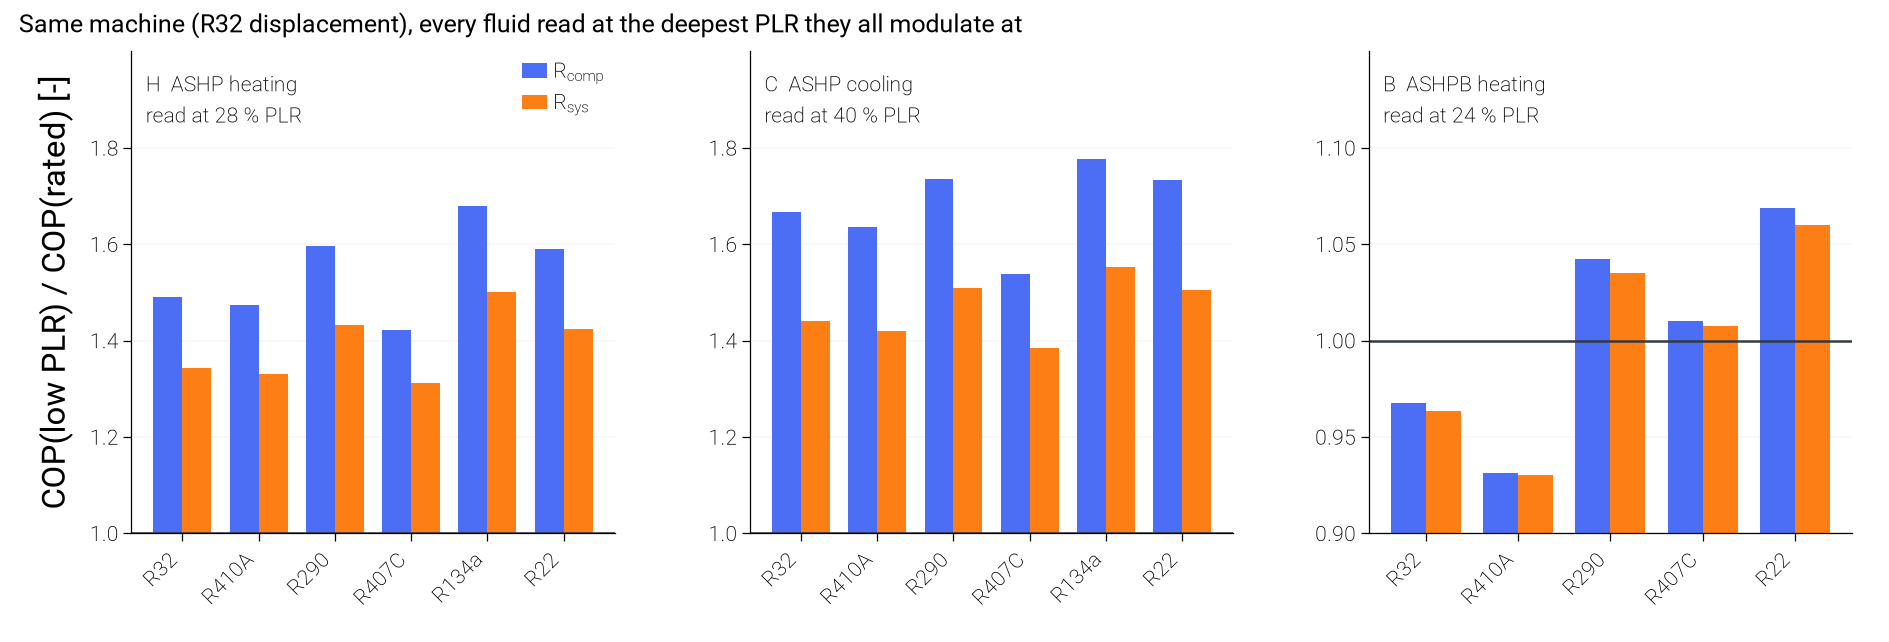 Same machine (R32 displacement), every fluid read at the deepest PLR they all modulate at
COP(low PLR) / COP(rated) [-]
H ASHP heating
read at 28 % PLR
Rcomp
Rsys
1.8
1.6
1.4
1.2
1.0
R32
R410A
R290
R407C
R134a
R22
C ASHP cooling
read at 40 % PLR
1.8
1.6
1.4
1.2
1.0
R32
R410A
R290
R407C
R134a
R22
B ASHPB heating
read at 24 % PLR
1.10
1.05
1.00
0.95
0.90
R32
R410A
R290
R407C
R22